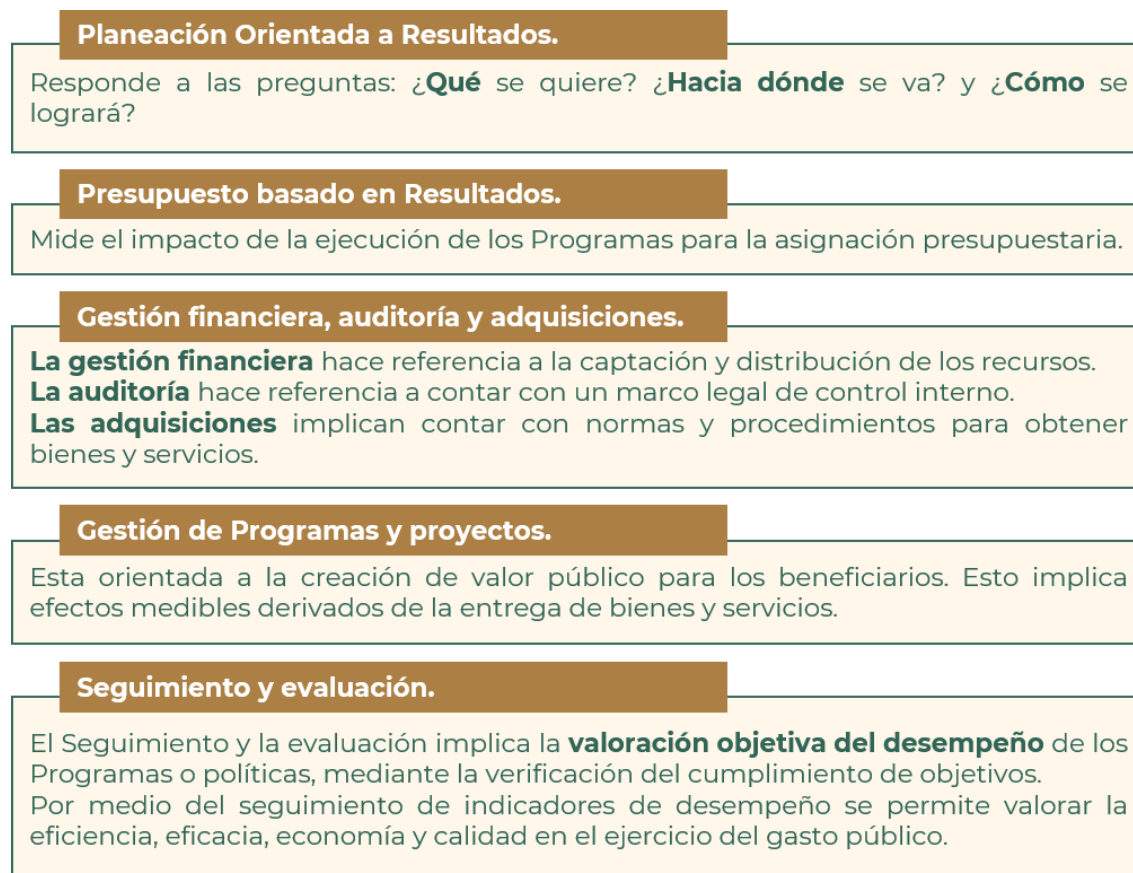 Planeación Orientada a Resultados.
Responde a las preguntas: ¿Qué se quiere? ¿Hacia dónde se va? y ¿Cómo se
logrará?
Presupuesto basado en Resultados.
Mide el impacto de la ejecución de los Programas para la asignación presupuestaria.
Gestión financiera, auditoría y adquisiciones.
La gestión financiera hace referencia a la captación y distribución de los recursos.
La auditoría hace referencia a contar con un marco legal de control interno.
Las adquisiciones implican contar con normas y procedimientos para obtener
bienes y servicios.
Gestión de Programas y proyectos.
Esta orientada a la creación de valor público para los beneficiarios. Esto implica
efectos medibles derivados de la entrega de bienes y servicios.
Seguimiento y evaluación.
El Seguimiento y la evaluación implica la valoración objetiva del desempeño de los
Programas o políticas, mediante la verificación del cumplimiento de objetivos.
Por medio del seguimiento de indicadores de desempeño se permite valorar la
eficiencia, eficacia, economía y calidad en el ejercicio del gasto público.